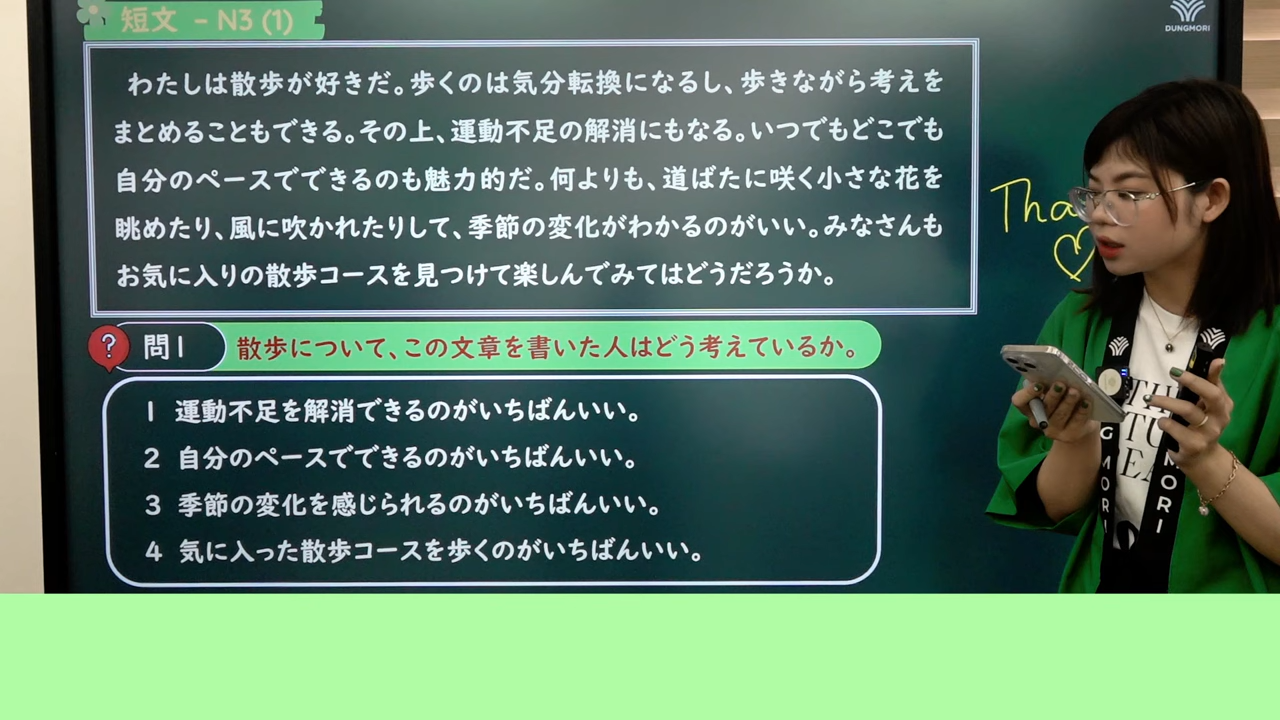 短文 - N3 (1)
DUNGMORI
わたしは散歩が好きだ。歩くのは気分転換になるし、歩きながら考えを
まとめることもできる。その上、運動不足の解消にもなる。いつでもどこでも
自分のペースでできるのも魅力的だ。何よりも、道ばたに咲く小さな花を
眺めたり、風に吹かれたりして、季節の変化がわかるのがいい。みなさんも
お気に入りの散歩コースを見つけて楽しんでみてはどうだろうか。
? 問1 散歩について、この文章を書いた人はどう考えているか。
1 運動不足を解消できるのがいちばんいい。
2 自分のペースでできるのがいちばんいい。
3 季節の変化を感じられるのがいちばんいい。
4 気に入った散歩コースを歩くのがいちばんいい。